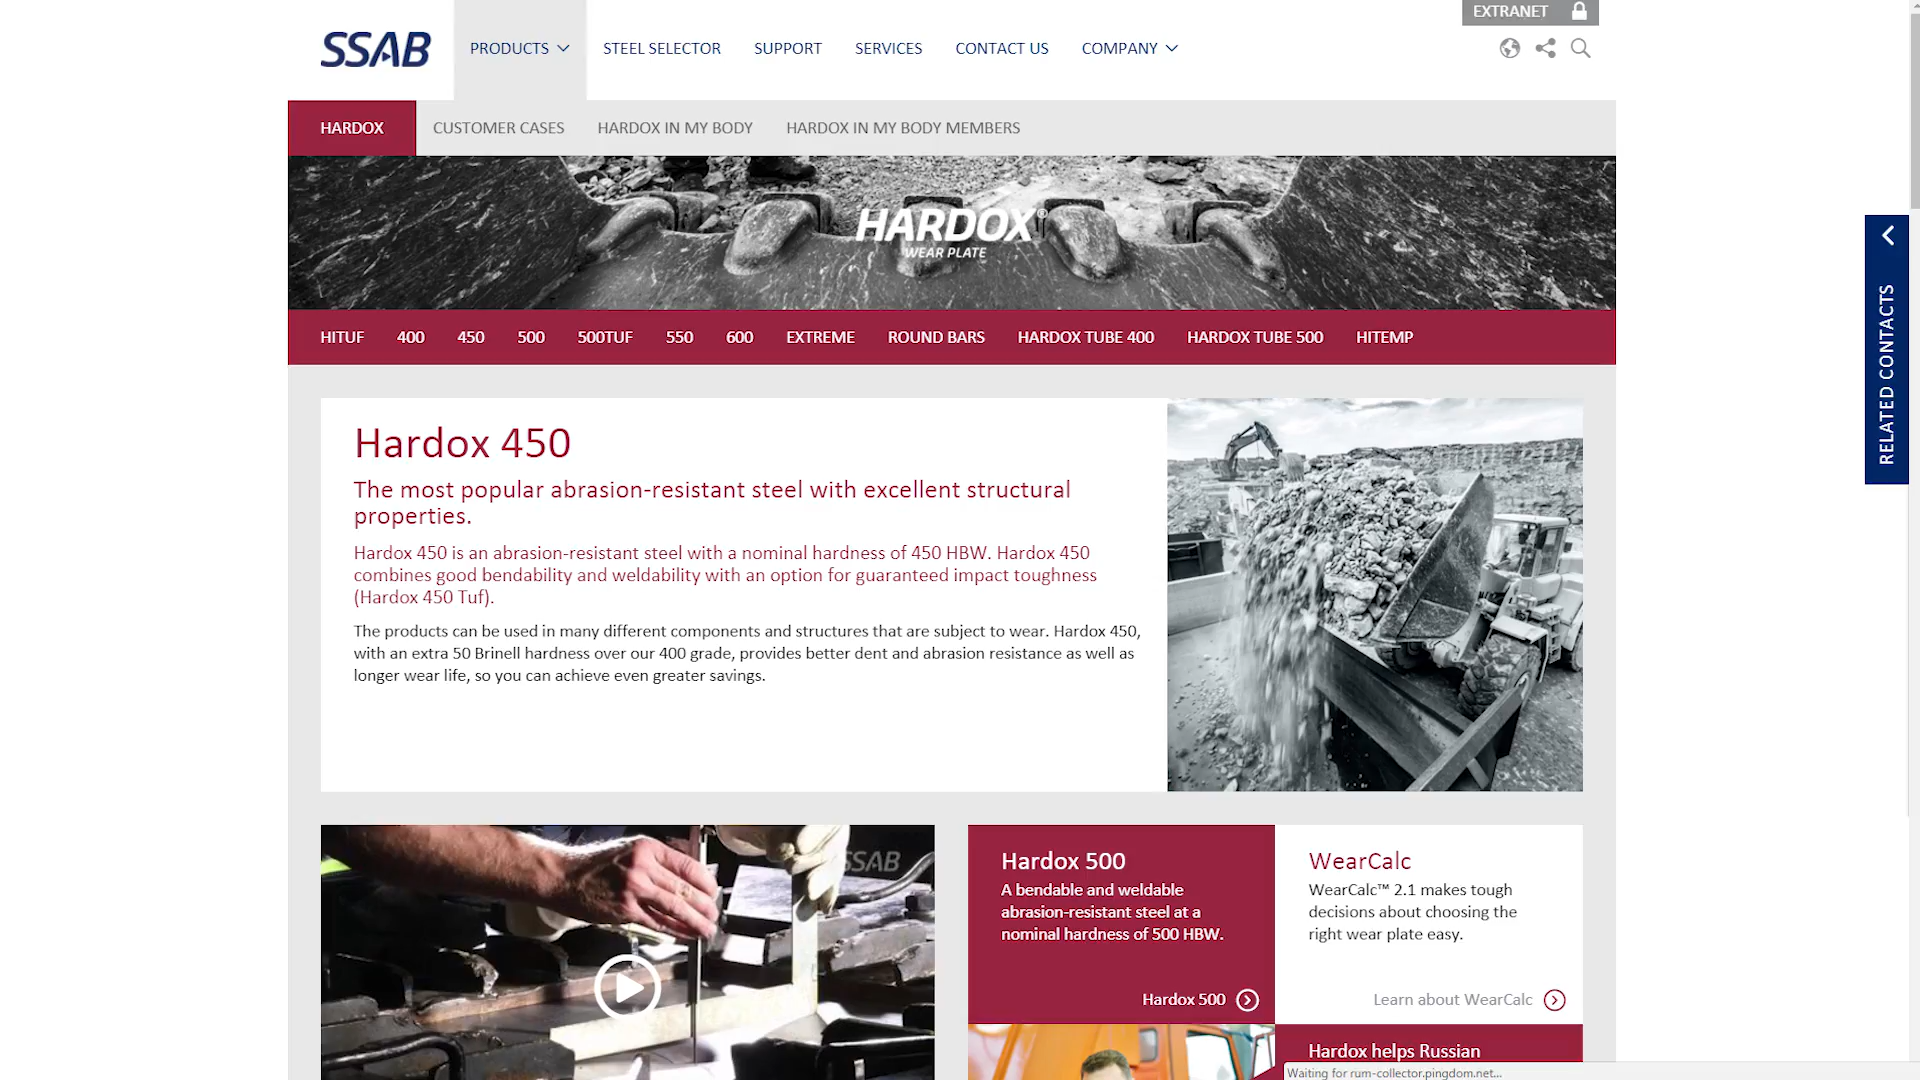 EXTRANET
SSAB
PRODUCTS
STEEL SELECTOR
SUPPORT
SERVICES
CONTACT US
COMPANY
HARDOX
CUSTOMER CASES
HARDOX IN MY BODY
HARDOX IN MY BODY MEMBERS
HARDOX®
WEAR PLATE
HITUF
400
450
500
500TUF
550
600
EXTREME
ROUND BARS
HARDOX TUBE 400
HARDOX TUBE 500
HITEMP
RELATED CONTACTS
Hardox 450
The most popular abrasion-resistant steel with excellent structural
properties.
Hardox 450 is an abrasion-resistant steel with a nominal hardness of 450 HBW. Hardox 450
combines good bendability and weldability with an option for guaranteed impact toughness
(Hardox 450 Tuf).
The products can be used in many different components and structures that are subject to wear. Hardox 450,
with an extra 50 Brinell hardness over our 400 grade, provides better dent and abrasion resistance as well as
longer wear life, so you can achieve even greater savings.
SSAB
Hardox 500
A bendable and weldable
abrasion-resistant steel at a
nominal hardness of 500 HBW.
Hardox 500
WearCalc
WearCalc™ 2.1 makes tough
decisions about choosing the
right wear plate easy.
Learn about WearCalc
Hardox helps Russian
Waiting for rum-collector.pingdom.net...